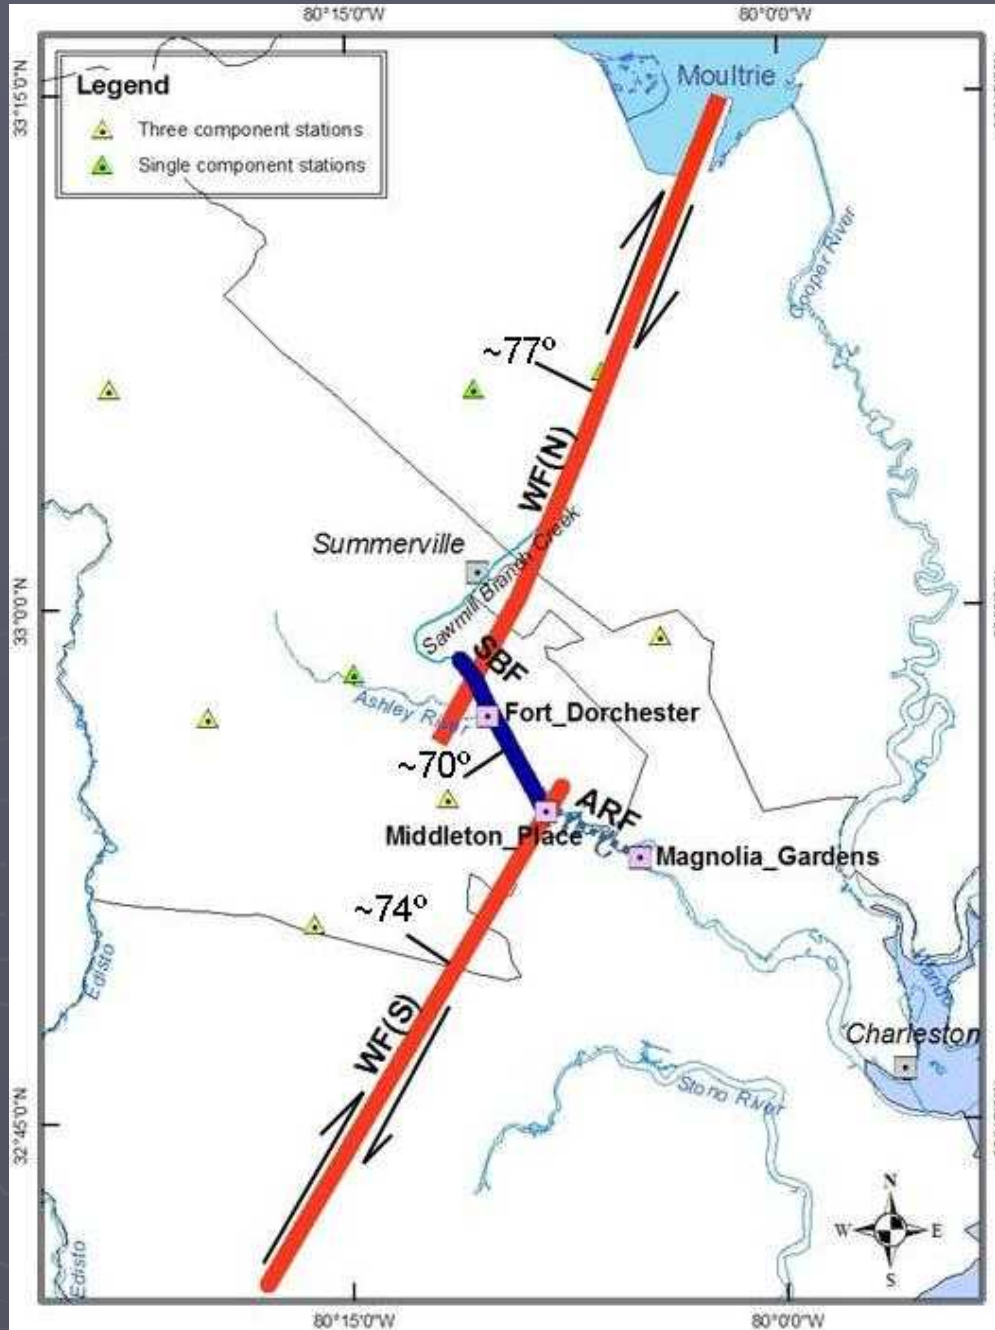 80°15'0"W
80°0'0"W
33°15'0"N
Legend
Three component stations
Single component stations
Moultrie
Cooper River
~77°
WF(N)
Summerville
Sawmill Branch Creek
33°0'0"N
SBF
Ashley River
Fort_Dorchester
~70°
ARF
Middleton_Place
Magnolia_Gardens
~74°
Edisto
Wando
WF(S)
Charleston
Stono River
32°45'0"N
N
W
E
S
Edisto
80°15'0"W
80°0'0"W